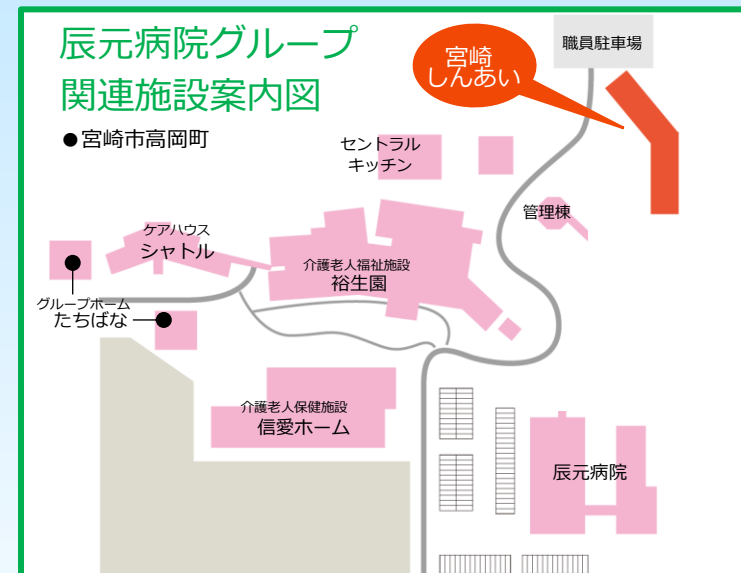 辰元病院グループ
関連施設案内図
●宮崎市高岡町
職員駐車場
宮崎
しんあい
セントラル
キッチン
管理棟
ケアハウス
シャトル
介護老人福祉施設
裕生園
グループホーム
たちばな
介護老人保健施設
信愛ホーム
辰元病院